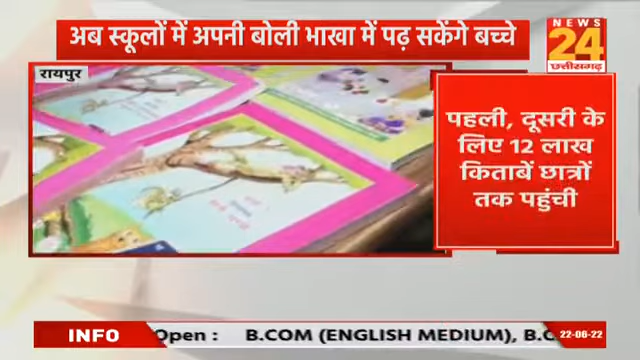 अब स्कूलों में अपनी बोली भाखा में पढ़ सकेंगे बच्चे
NEWS
24
छत्तीसगढ़
रायपुर
पहली, दूसरी के
लिए 12 लाख
किताबें छात्रों
तक पहुंची
INFO
Open : B.COM (ENGLISH MEDIUM), B.C
22-06-22